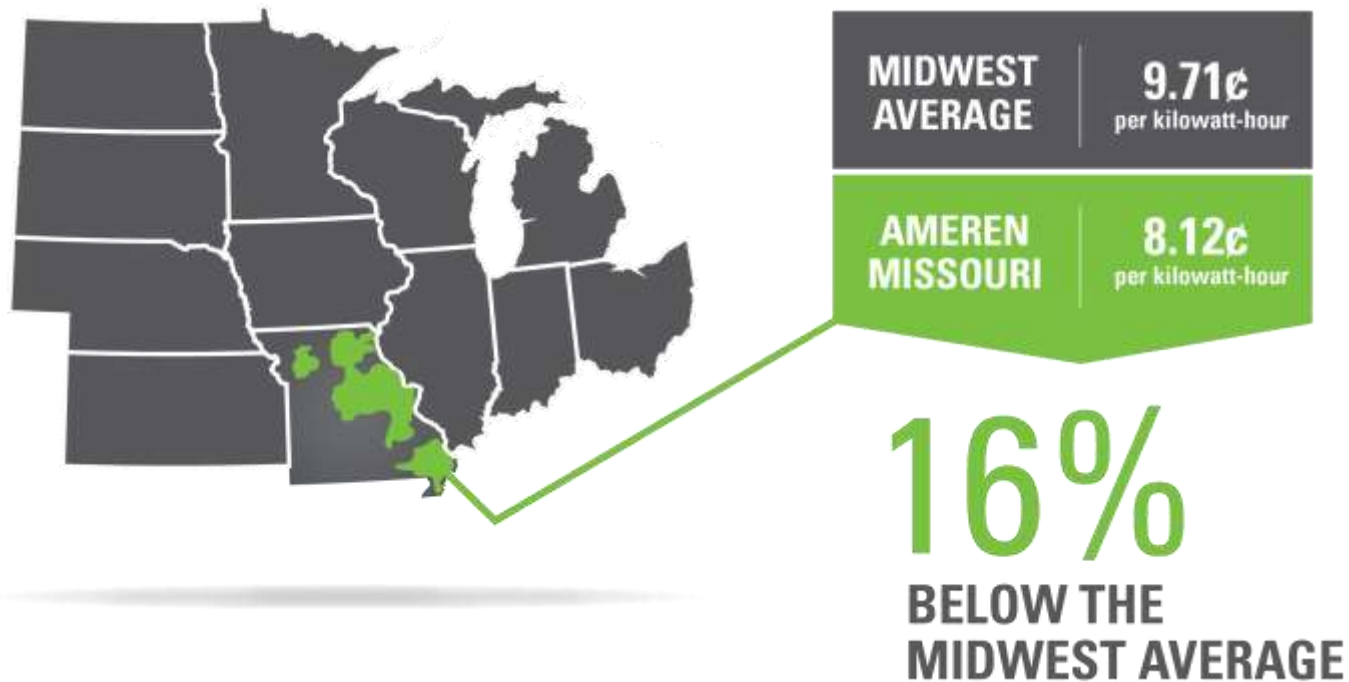 MIDWEST
AVERAGE
9.71¢
per kilowatt-hour
AMEREN
MISSOURI
8.12¢
per kilowatt-hour
16%
BELOW THE
MIDWEST AVERAGE